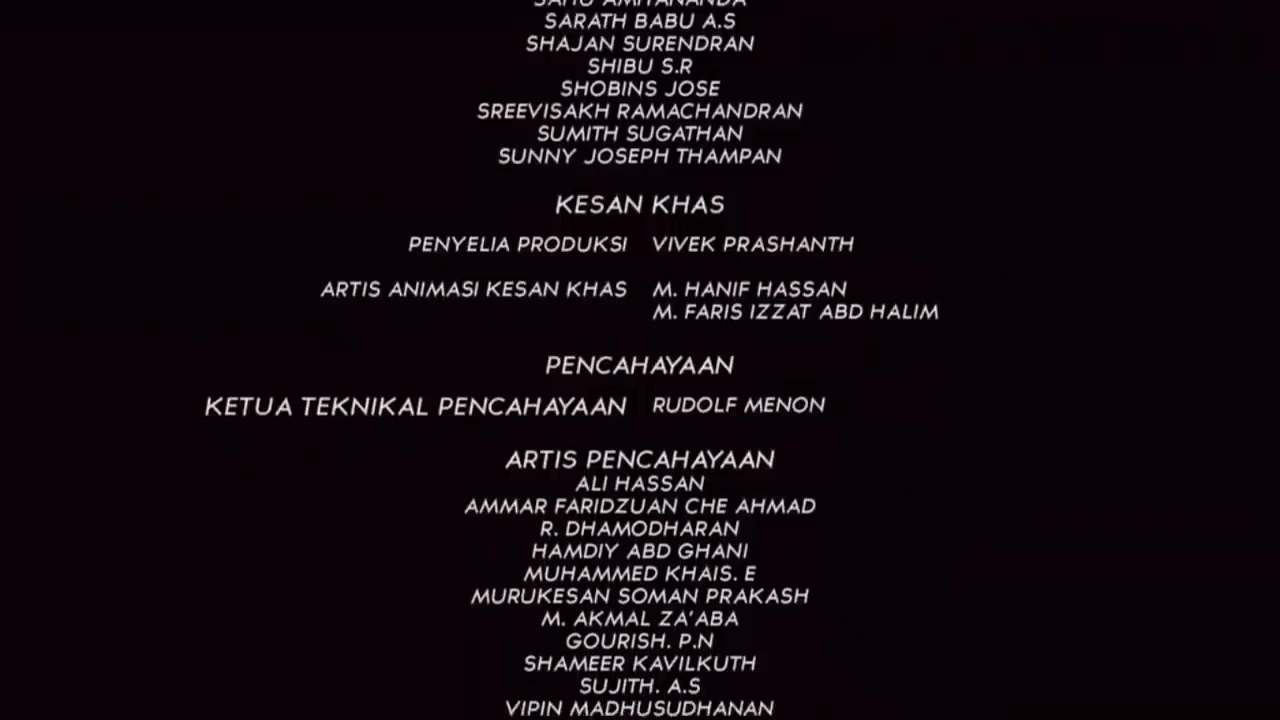 SAHU AMIYANANDA
SARATH BABU A.S
SHAJAN SURENDRAN
SHIBU S.R
SHOBINS JOSE
SREEVISAKH RAMACHANDRAN
SUMITH SUGATHAN
SUNNY JOSEPH THAMPAN
KESAN KHAS
PENYELIA PRODUKSI VIVEK PRASHANTH
ARTIS ANIMASI KESAN KHAS M. HANIF HASSAN
M. FARIS IZZAT ABD HALIM
PENCAHAYAAN
KETUA TEKNIKAL PENCAHAYAAN RUDOLF MENON
ARTIS PENCAHAYAAN
ALI HASSAN
AMMAR FARIDZUAN CHE AHMAD
R. DHAMODHARAN
HAMDIY ABD GHANI
MUHAMMED KHAIS. E
MURUKESAN SOMAN PRAKASH
M. AKMAL ZA'ABA
GOURISH. P.N
SHAMEER KAVILKUTH
SUJITH. A.S
VIPIN MADHUSUDHANAN